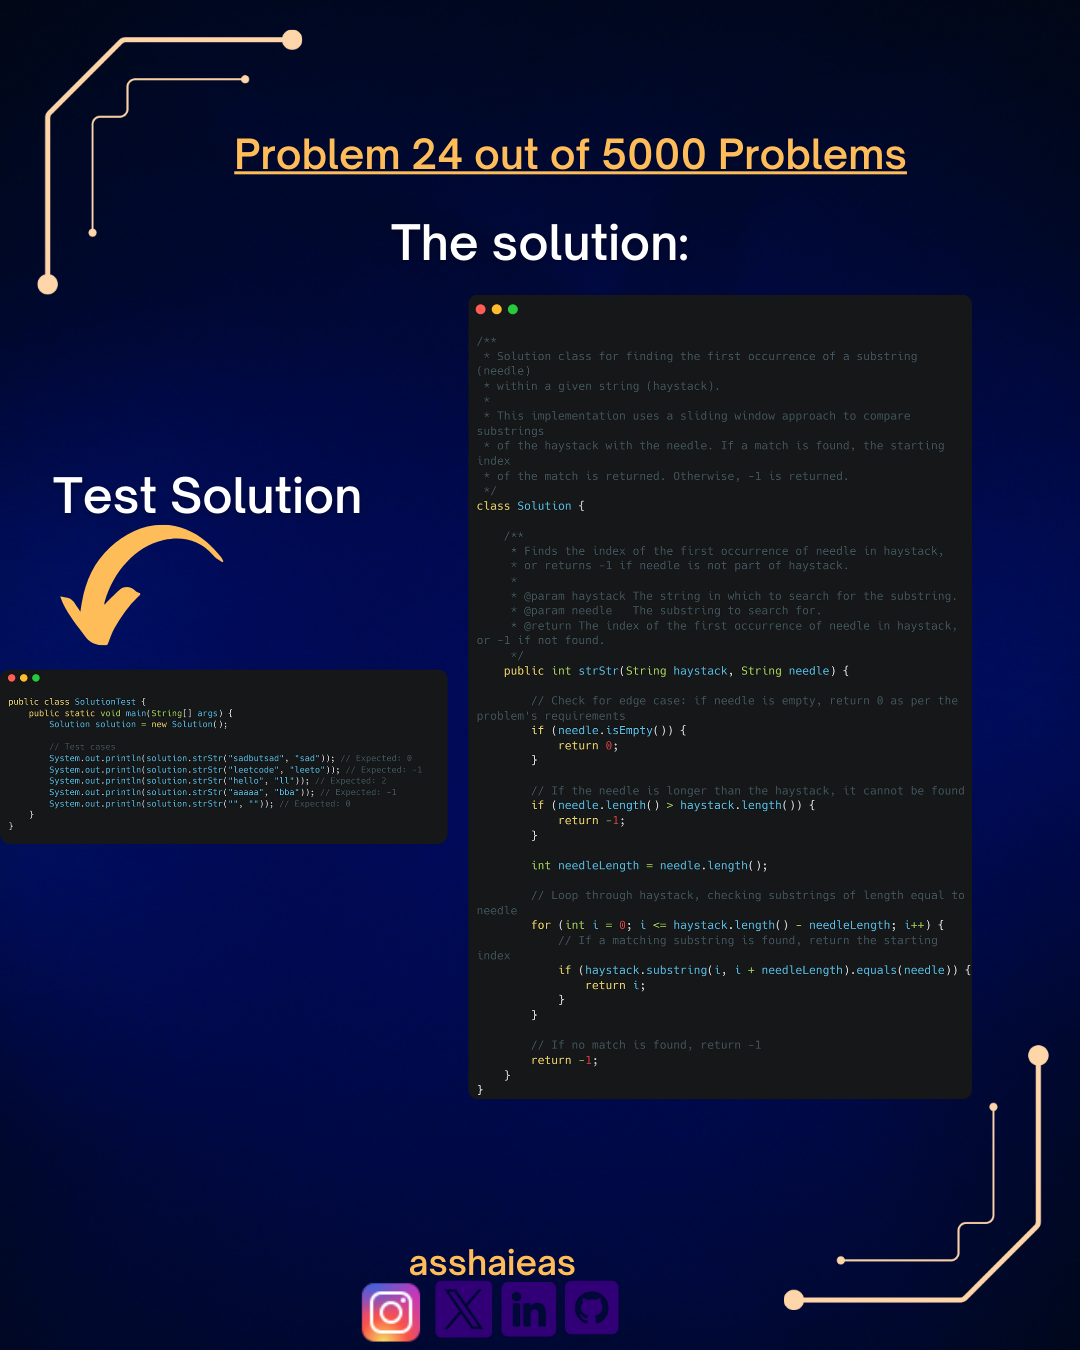 Problem 24 out of 5000 Problems
The solution:
Test Solution
public class SolutionTest {
    public static void main(String[] args) {
        Solution solution = new Solution();

        // Test cases
        System.out.println(solution.strStr("sadbutsad", "sad")); // Expected: 0
        System.out.println(solution.strStr("leetcode", "leeto")); // Expected: -1
        System.out.println(solution.strStr("hello", "ll")); // Expected: 2
        System.out.println(solution.strStr("aaaaa", "bba")); // Expected: -1
        System.out.println(solution.strStr("", "")); // Expected: 0
    }
}
/**
 * Solution class for finding the first occurrence of a substring
(needle)
 * within a given string (haystack).
 *
 * This implementation uses a sliding window approach to compare
substrings
 * of the haystack with the needle. If a match is found, the starting
index
 * of the match is returned. Otherwise, -1 is returned.
 */
class Solution {

    /**
     * Finds the index of the first occurrence of needle in haystack,
     * or returns -1 if needle is not part of haystack.
     *
     * @param haystack The string in which to search for the substring.
     * @param needle   The substring to search for.
     * @return The index of the first occurrence of needle in haystack,
or -1 if not found.
     */
    public int strStr(String haystack, String needle) {

        // Check for edge case: if needle is empty, return 0 as per the
problem's requirements
        if (needle.isEmpty()) {
            return 0;
        }

        // If the needle is longer than the haystack, it cannot be found
        if (needle.length() > haystack.length()) {
            return -1;
        }

        int needleLength = needle.length();

        // Loop through haystack, checking substrings of length equal to
needle
        for (int i = 0; i <= haystack.length() - needleLength; i++) {
            // If a matching substring is found, return the starting
index
            if (haystack.substring(i, i + needleLength).equals(needle)) {
                return i;
            }
        }

        // If no match is found, return -1
        return -1;
    }
}
asshaieas